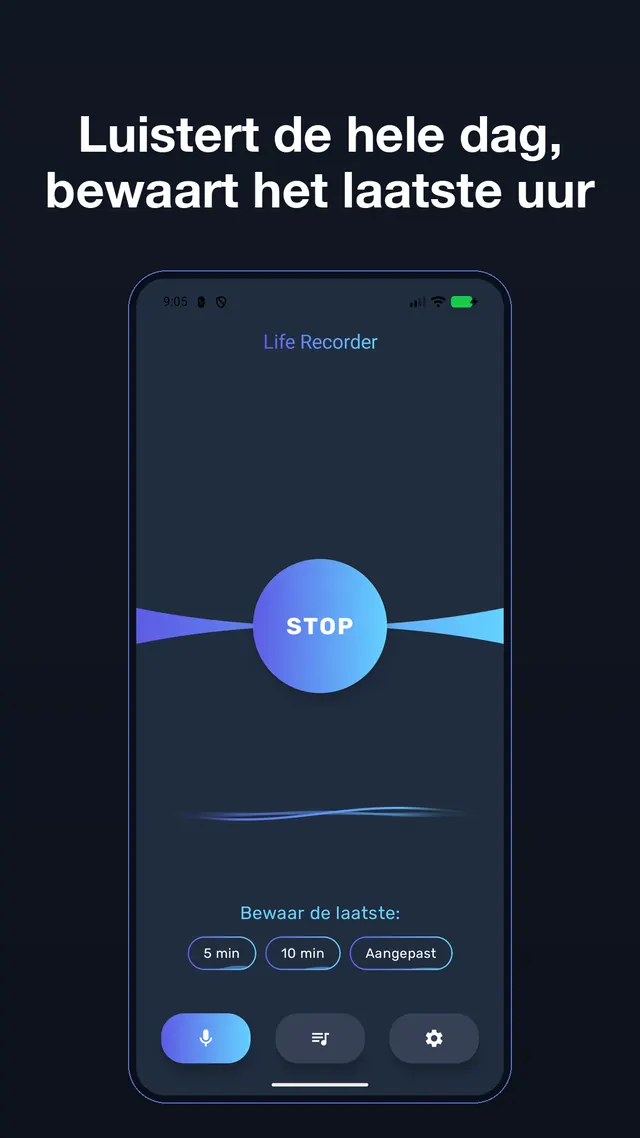 Luistert de hele dag,
bewaart het laatste uur
9:05
Life Recorder
STOP
Bewaar de laatste:
5 min
10 min
Aangepast